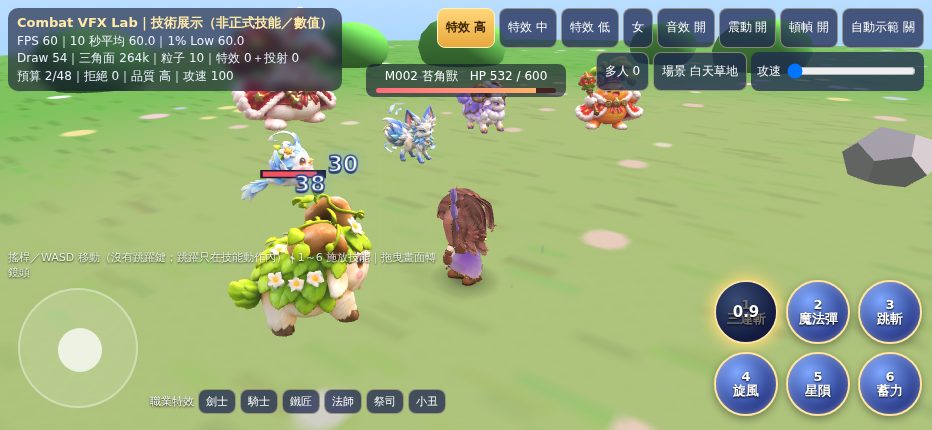 Combat VFX Lab｜技術展示（非正式技能／數值）
FPS 60｜10 秒平均 60.0｜1% Low 60.0
Draw 54｜三角面 264k｜粒子 10｜特效 0＋投射 0
預算 2/48｜拒絕 0｜品質 高｜攻速 100
特效 高
特效 中
特效 低
女
音效 開
震動 開
頓幀 開
自動示範 關
M002 苔角獸 HP 532 / 600
多人 0
場景 白天草地
攻速
30
38
搖桿／WASD 移動（沒有跳躍鍵；跳躍只在技能動作內）｜1～6 施放技能｜拖曳畫面轉
鏡頭
1
0.9
三連斬
2
魔法彈
3
跳斬
4
旋風
5
星隕
6
蓄力
職業特效
劍士
騎士
鐵匠
法師
祭司
小丑